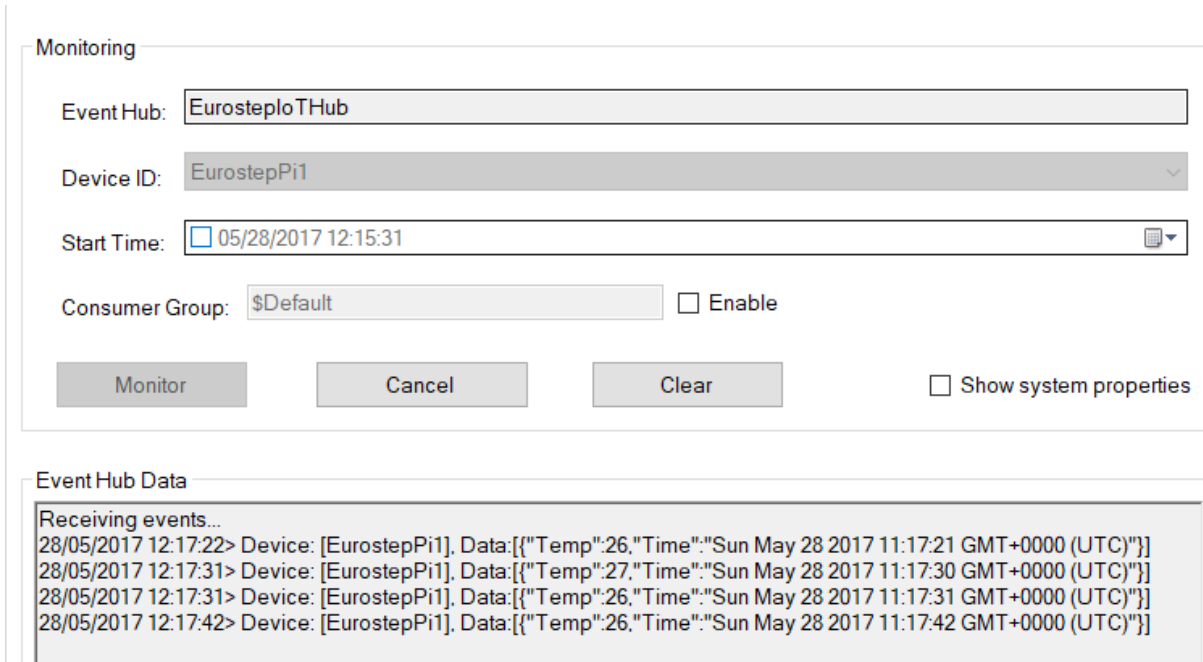 Monitoring
Event Hub: EurostepIoTHub
Device ID: EurostepPi1
Start Time: 05/28/2017 12:15:31
Consumer Group: $Default Enable
Monitor Cancel Clear Show system properties
Event Hub Data
Receiving events...
28/05/2017 12:17:22> Device: [EurostepPi1], Data:[{"Temp":26,"Time":"Sun May 28 2017 11:17:21 GMT+0000 (UTC)"}]
28/05/2017 12:17:31> Device: [EurostepPi1], Data:[{"Temp":27,"Time":"Sun May 28 2017 11:17:30 GMT+0000 (UTC)"}]
28/05/2017 12:17:31> Device: [EurostepPi1], Data:[{"Temp":26,"Time":"Sun May 28 2017 11:17:31 GMT+0000 (UTC)"}]
28/05/2017 12:17:42> Device: [EurostepPi1], Data:[{"Temp":26,"Time":"Sun May 28 2017 11:17:42 GMT+0000 (UTC)"}]